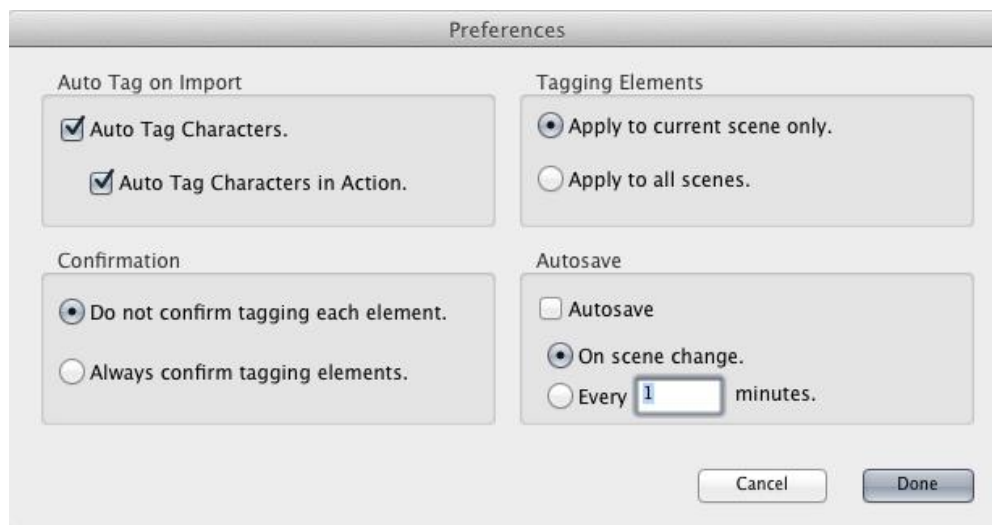 Preferences
Auto Tag on Import
Auto Tag Characters.
Auto Tag Characters in Action.
Tagging Elements
Apply to current scene only.
Apply to all scenes.
Confirmation
Do not confirm tagging each element.
Always confirm tagging elements.
Autosave
Autosave
On scene change.
Every 1 minutes.
Cancel Done